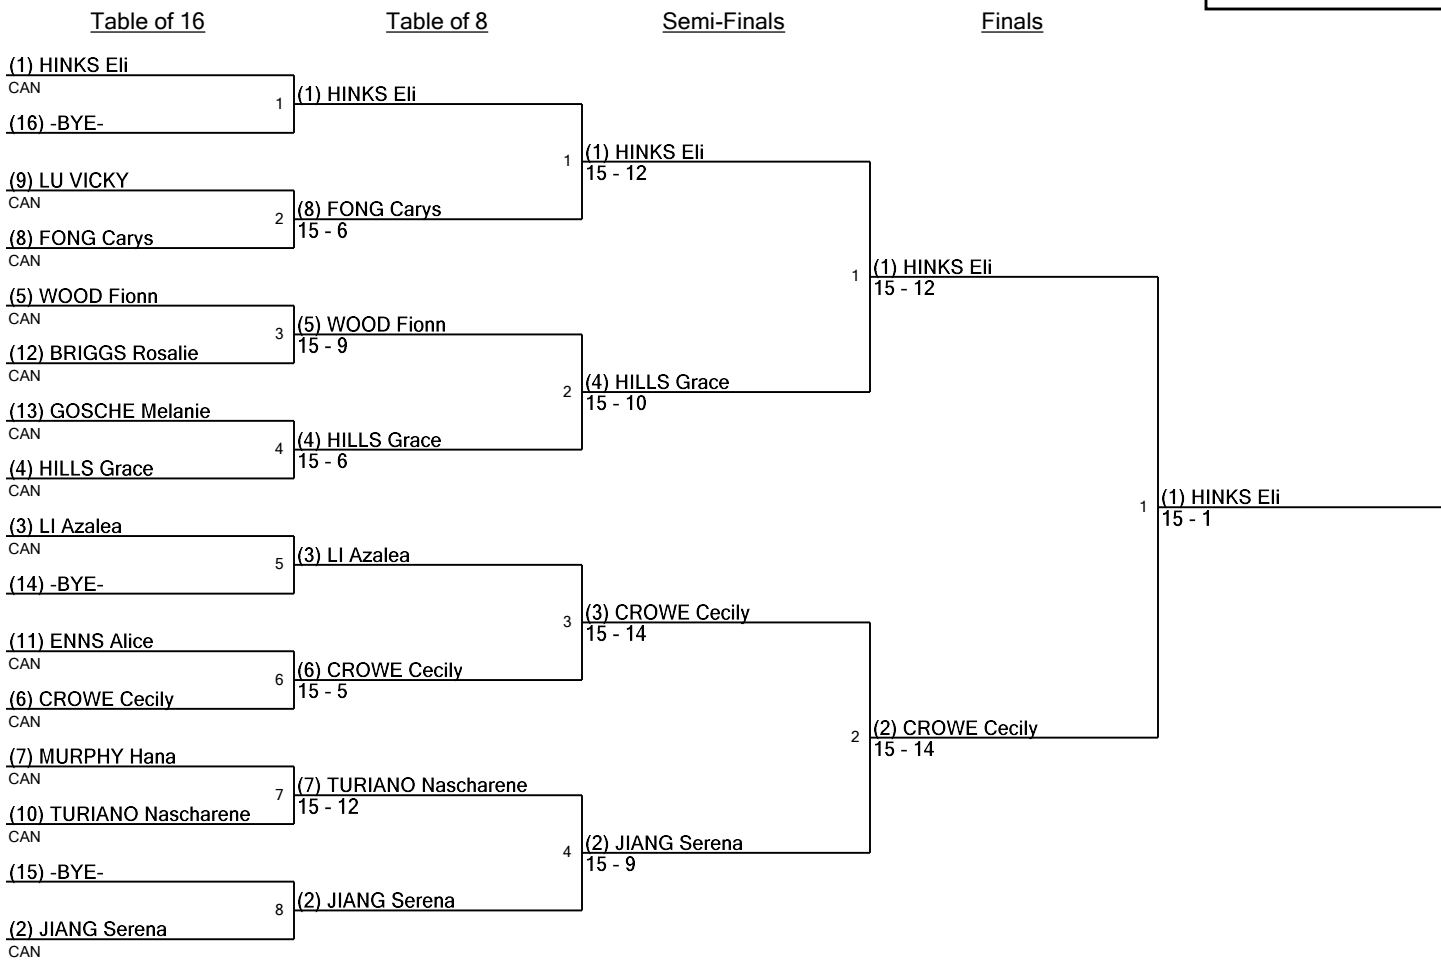 Table of 16
Table of 8
Semi-Finals
Finals
(1) HINKS Eli
CAN
1
(16) -BYE-
(9) LU VICKY
CAN
2
(8) FONG Carys
CAN
(5) WOOD Fionn
CAN
3
(12) BRIGGS Rosalie
CAN
(13) GOSCHE Melanie
CAN
4
(4) HILLS Grace
CAN
(3) LI Azalea
CAN
5
(14) -BYE-
(11) ENNS Alice
CAN
6
(6) CROWE Cecily
CAN
(7) MURPHY Hana
CAN
7
(10) TURIANO Nascharene
CAN
(15) -BYE-
8
(2) JIANG Serena
CAN
(1) HINKS Eli
1
(8) FONG Carys
15 - 6
(5) WOOD Fionn
15 - 9
2
(4) HILLS Grace
15 - 6
(3) LI Azalea
3
(6) CROWE Cecily
15 - 5
(7) TURIANO Nascharene
15 - 12
4
(2) JIANG Serena
(1) HINKS Eli
15 - 12
1
(4) HILLS Grace
15 - 10
(3) CROWE Cecily
15 - 14
2
(2) JIANG Serena
15 - 9
(1) HINKS Eli
15 - 12
1
(2) CROWE Cecily
15 - 14
(1) HINKS Eli
15 - 1